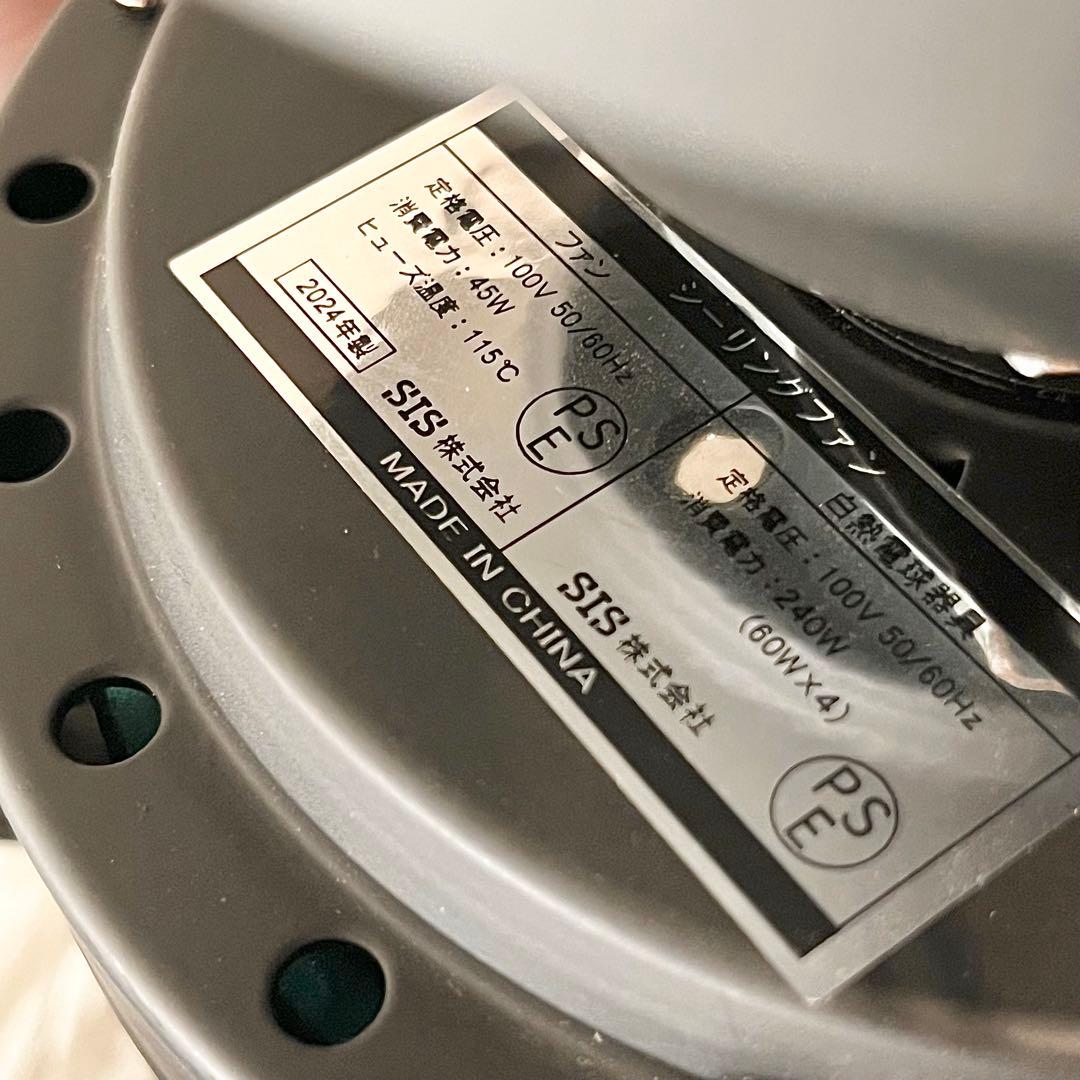 シーリングファン
ファン
定格電圧：100V 50/60Hz
消費電力：45W
ヒューズ温度：115℃
2024年製
PSE
SIS株式会社
白熱電球器具
定格電圧：100V 50/60Hz
消費電力：240W
(60W×4)
PSE
SIS株式会社
MADE IN CHINA